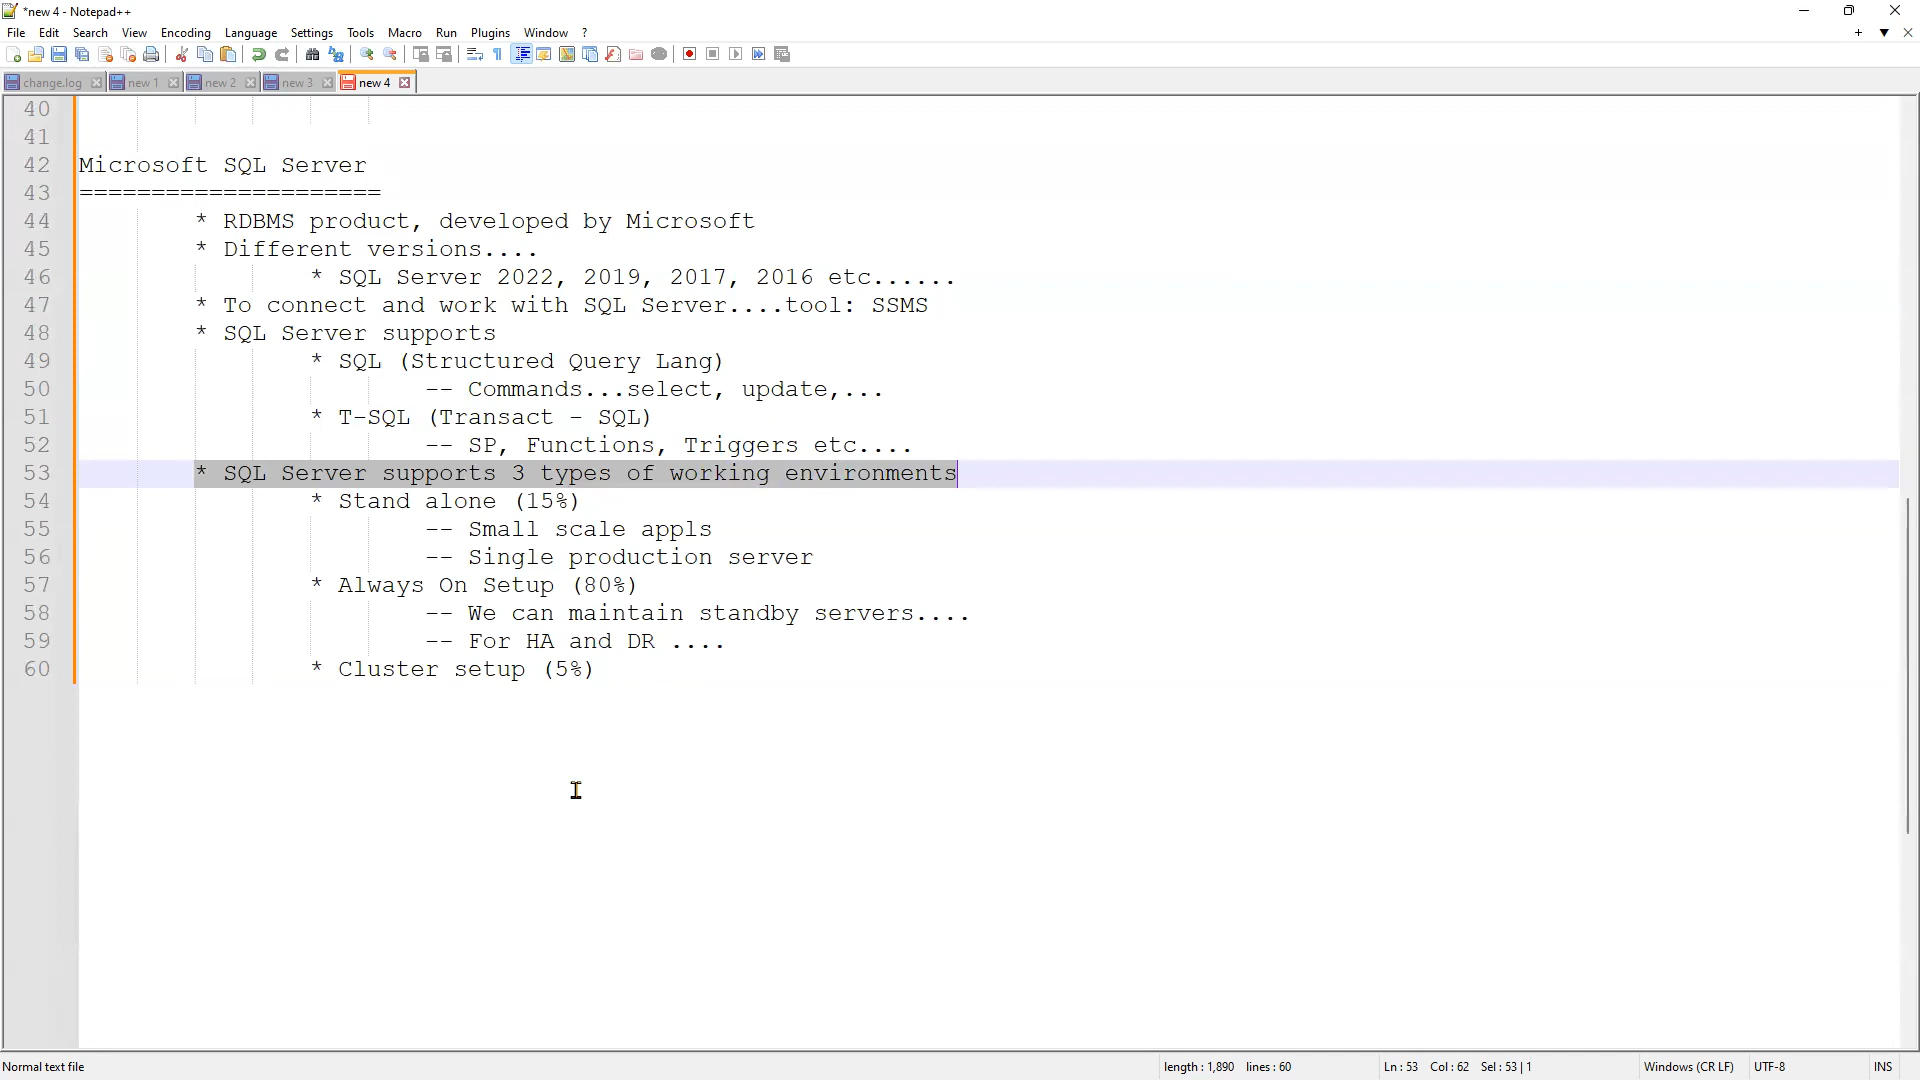 *new 4 - Notepad++
File Edit Search View Encoding Language Settings Tools Macro Run Plugins Window ?
change.log new 1 new 2 new 3 new 4
40
41
42 Microsoft SQL Server
43 =====================
44 * RDBMS product, developed by Microsoft
45 * Different versions....
46 * SQL Server 2022, 2019, 2017, 2016 etc......
47 * To connect and work with SQL Server....tool: SSMS
48 * SQL Server supports
49 * SQL (Structured Query Lang)
50 -- Commands...select, update,...
51 * T-SQL (Transact - SQL)
52 -- SP, Functions, Triggers etc....
53 * SQL Server supports 3 types of working environments
54 * Stand alone (15%)
55 -- Small scale appls
56 -- Single production server
57 * Always On Setup (80%)
58 -- We can maintain standby servers....
59 -- For HA and DR ....
60 * Cluster setup (5%)
Normal text file length : 1,890 lines : 60 Ln : 53 Col : 62 Sel : 53 | 1 Windows (CR LF) UTF-8 INS